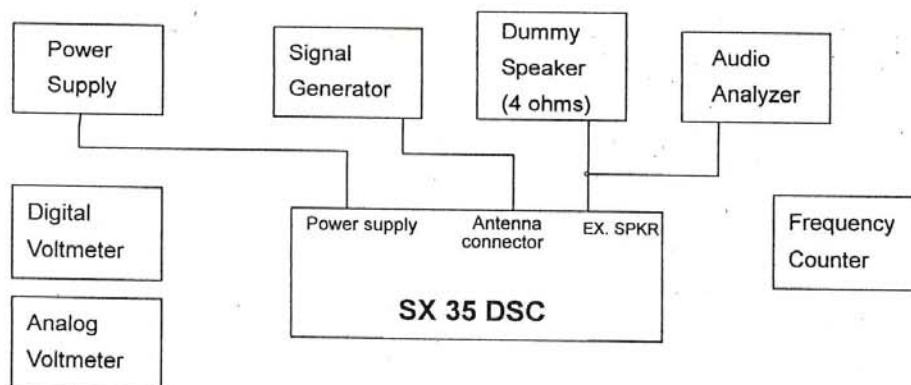 Power
Supply
Signal
Generator
Dummy
Speaker
(4 ohms)
Audio
Analyzer
Digital
Voltmeter
Analog
Voltmeter
Power supply
Antenna
connector
EX. SPKR
SX 35 DSC
Frequency
Counter